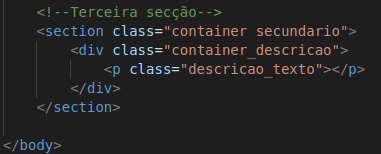 <!--Terceira secção-->
<section class="container secundario">
<div class="container_descricao">
<p class="descricao_texto"></p>
</div>
</section>
</body>